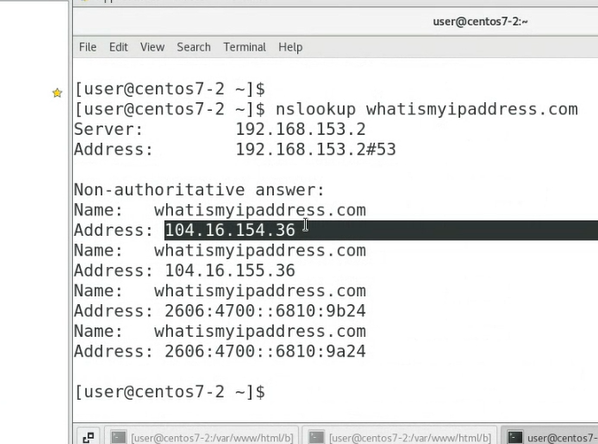 user@centos7-2:~
File Edit View Search Terminal Help
[user@centos7-2 ~]$
[user@centos7-2 ~]$ nslookup whatismyipaddress.com
Server: 192.168.153.2
Address: 192.168.153.2#53
Non-authoritative answer:
Name: whatismyipaddress.com
Address: 104.16.154.36
Name: whatismyipaddress.com
Address: 104.16.155.36
Name: whatismyipaddress.com
Address: 2606:4700::6810:9b24
Name: whatismyipaddress.com
Address: 2606:4700::6810:9a24
[user@centos7-2 ~]$
[user@centos7-2:/var/www/html/b] [user@centos7-2:/var/www/html/b] user@centos7-